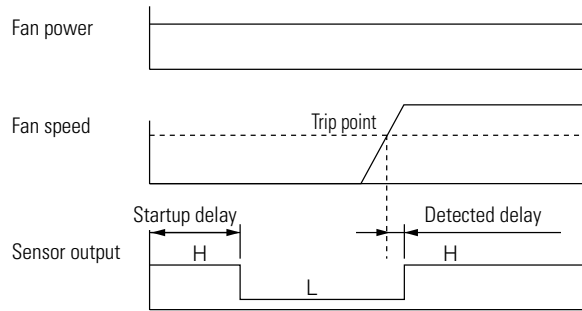 Fan power
Fan speed
Trip point
Startup delay
Detected delay
Sensor output
H
L
H